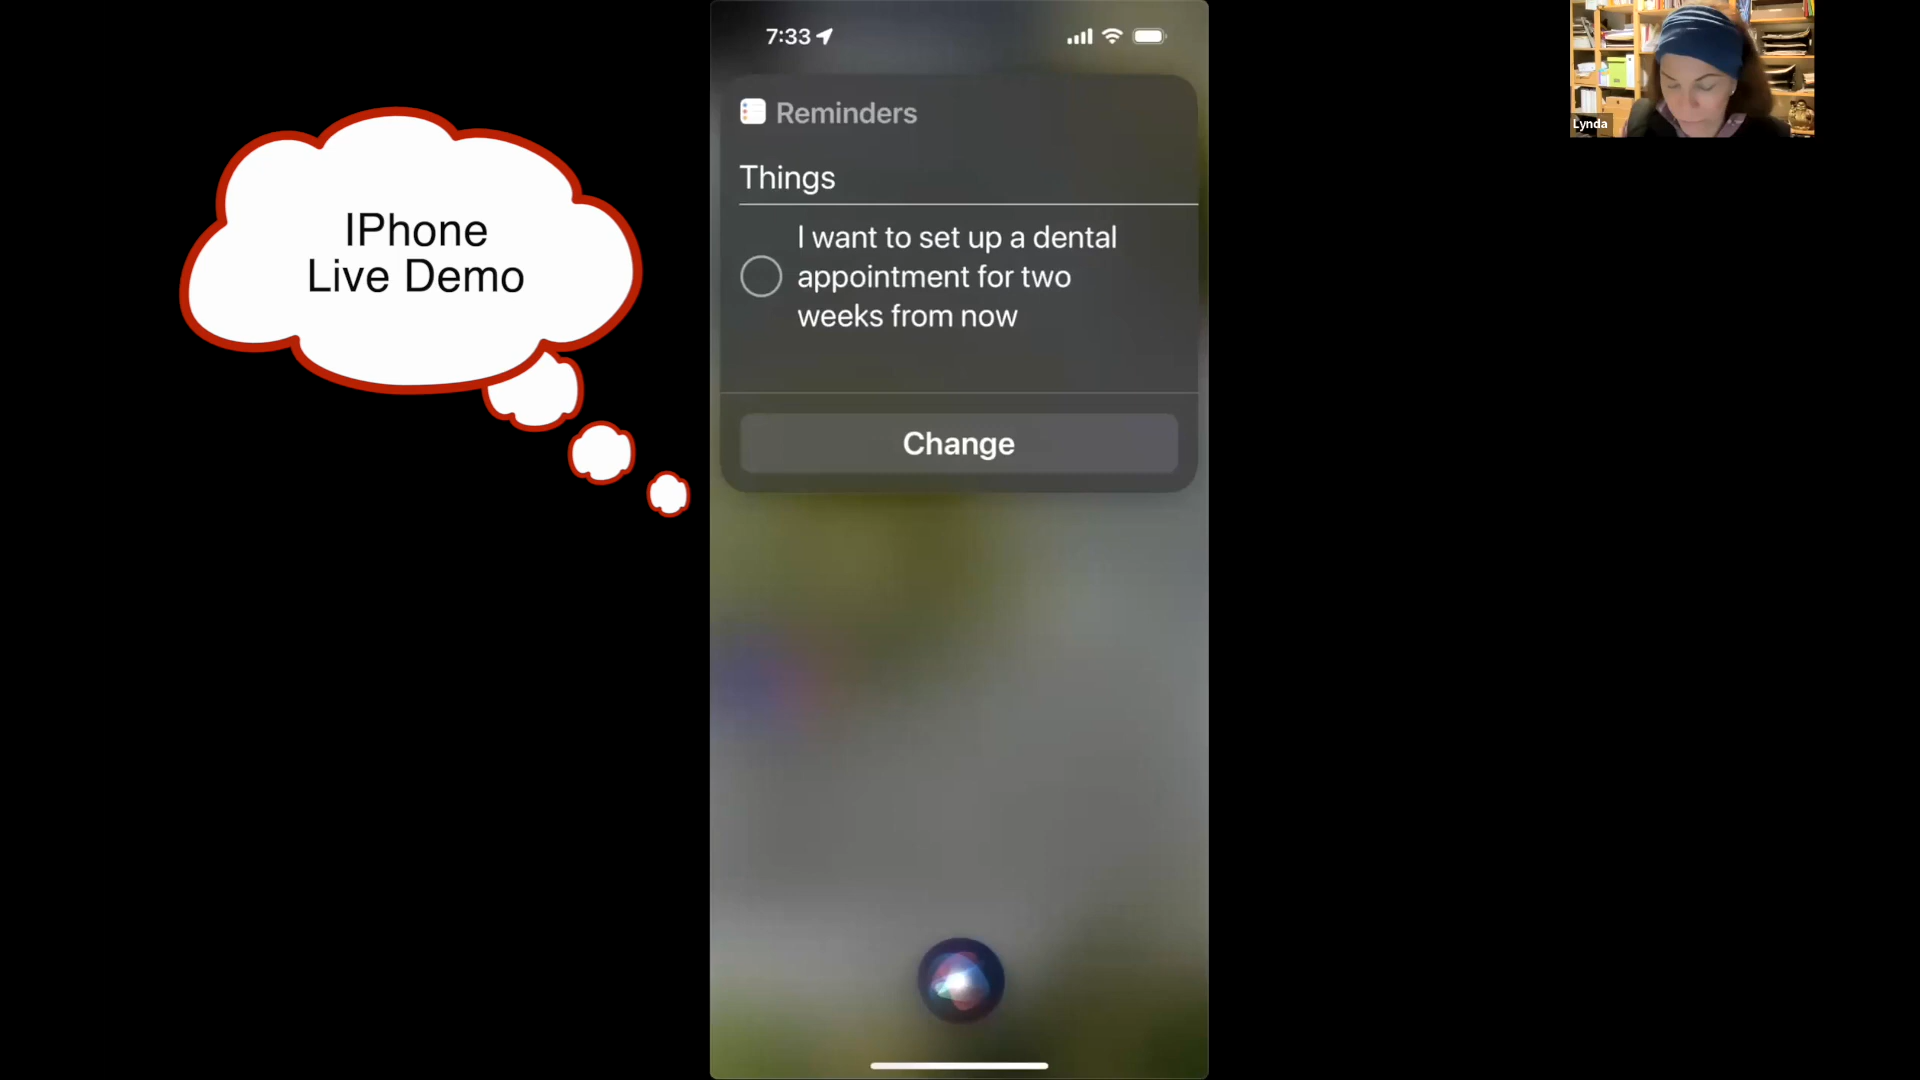 IPhone
Live Demo
7:33
Reminders
Things
I want to set up a dental
appointment for two
weeks from now
Change
Lynda